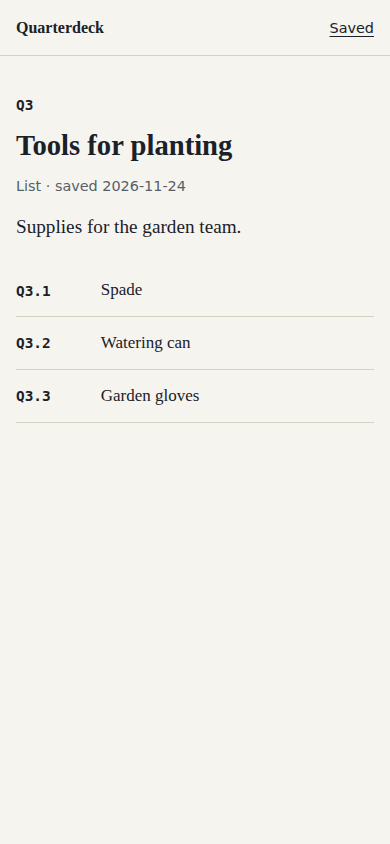 Quarterdeck Saved
Q3
Tools for planting
List · saved 2026-11-24
Supplies for the garden team.
Q3.1 Spade
Q3.2 Watering can
Q3.3 Garden gloves